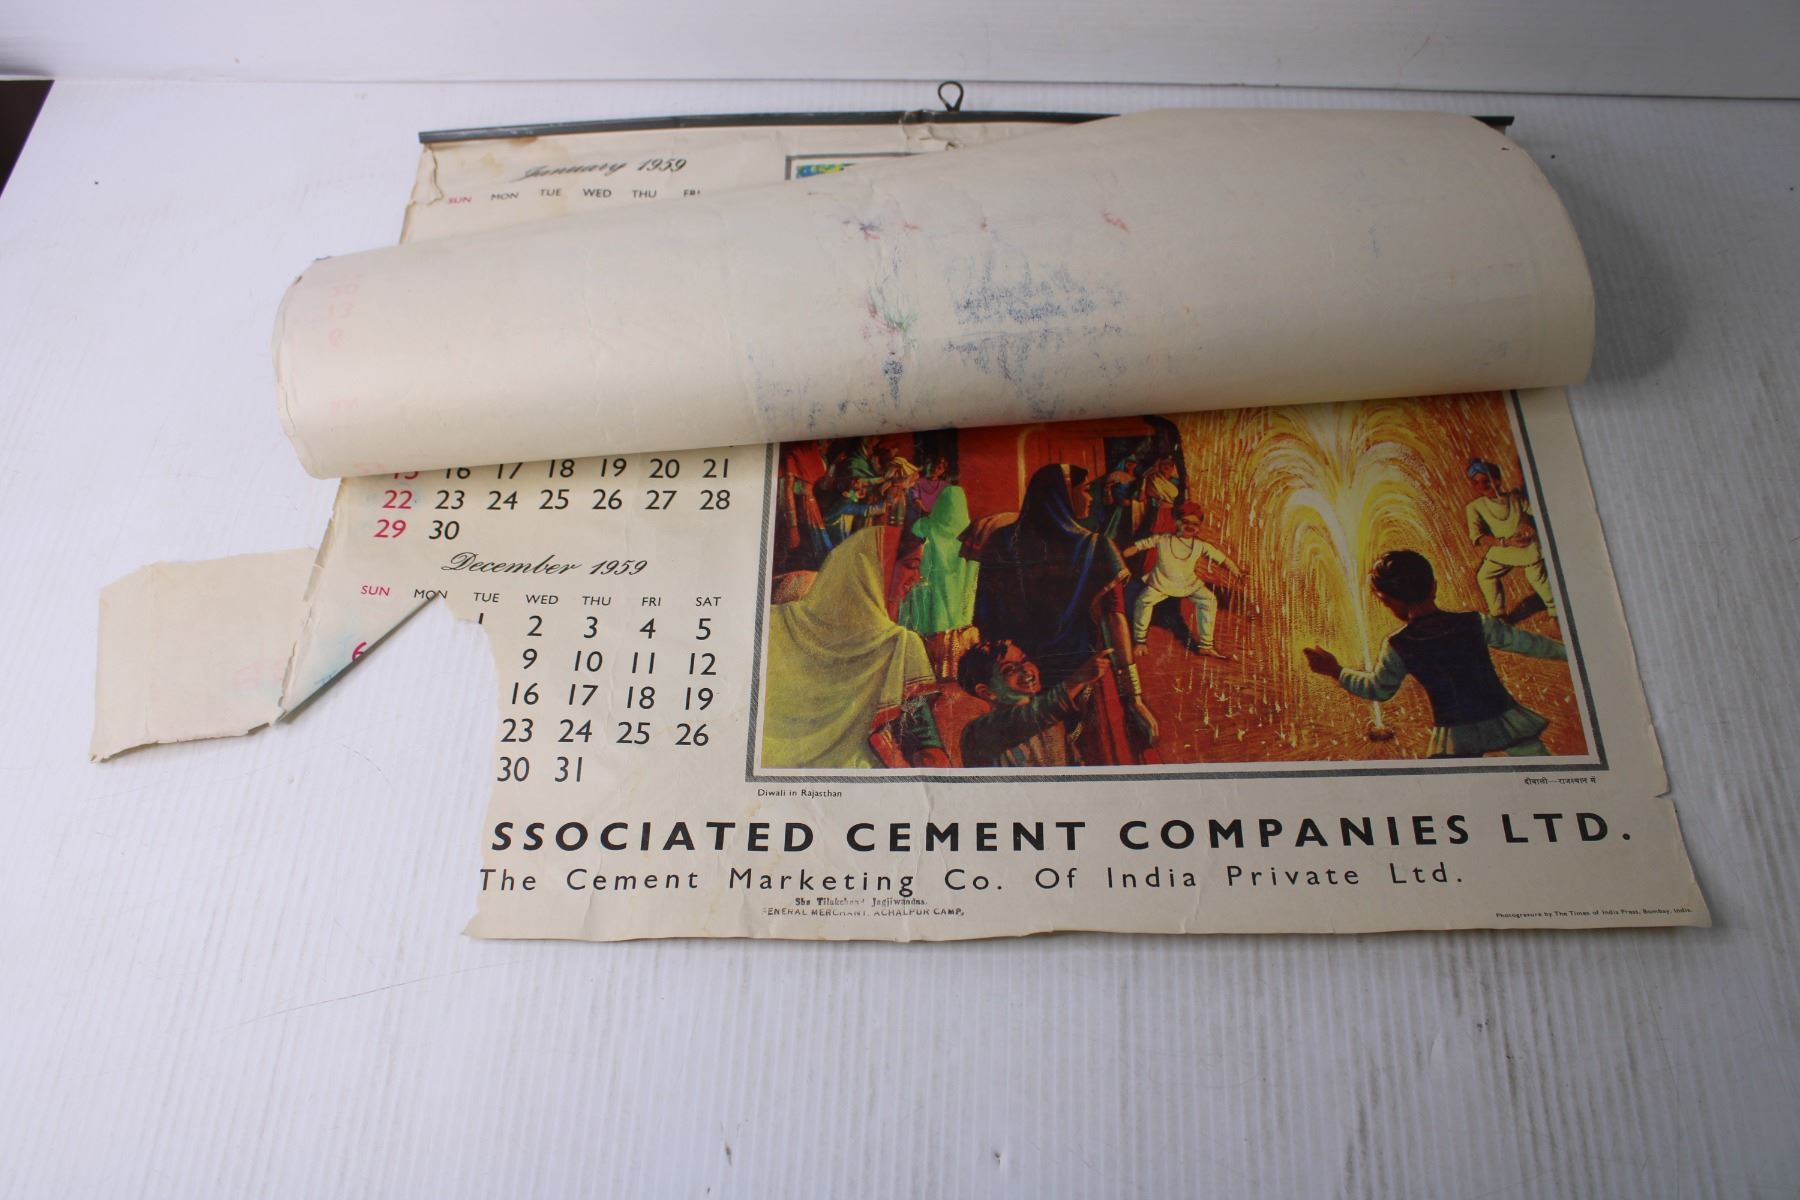 January 1959
SUN MON TUE WED THU FRI
15 16 17 18 19 20 21
22 23 24 25 26 27 28
29 30
December 1959
SUN MON TUE WED THU FRI SAT
1 2 3 4 5
6 9 10 11 12
16 17 18 19
23 24 25 26
30 31
Diwali in Rajasthan
दीवाली—राजस्थान में
SSOCIATED CEMENT COMPANIES LTD.
The Cement Marketing Co. Of India Private Ltd.
Jagjiwandas.
ENERAL MERCHANT, ACHALPUR CAMP,
Photogravure by The Times of India Press, Bombay, India.